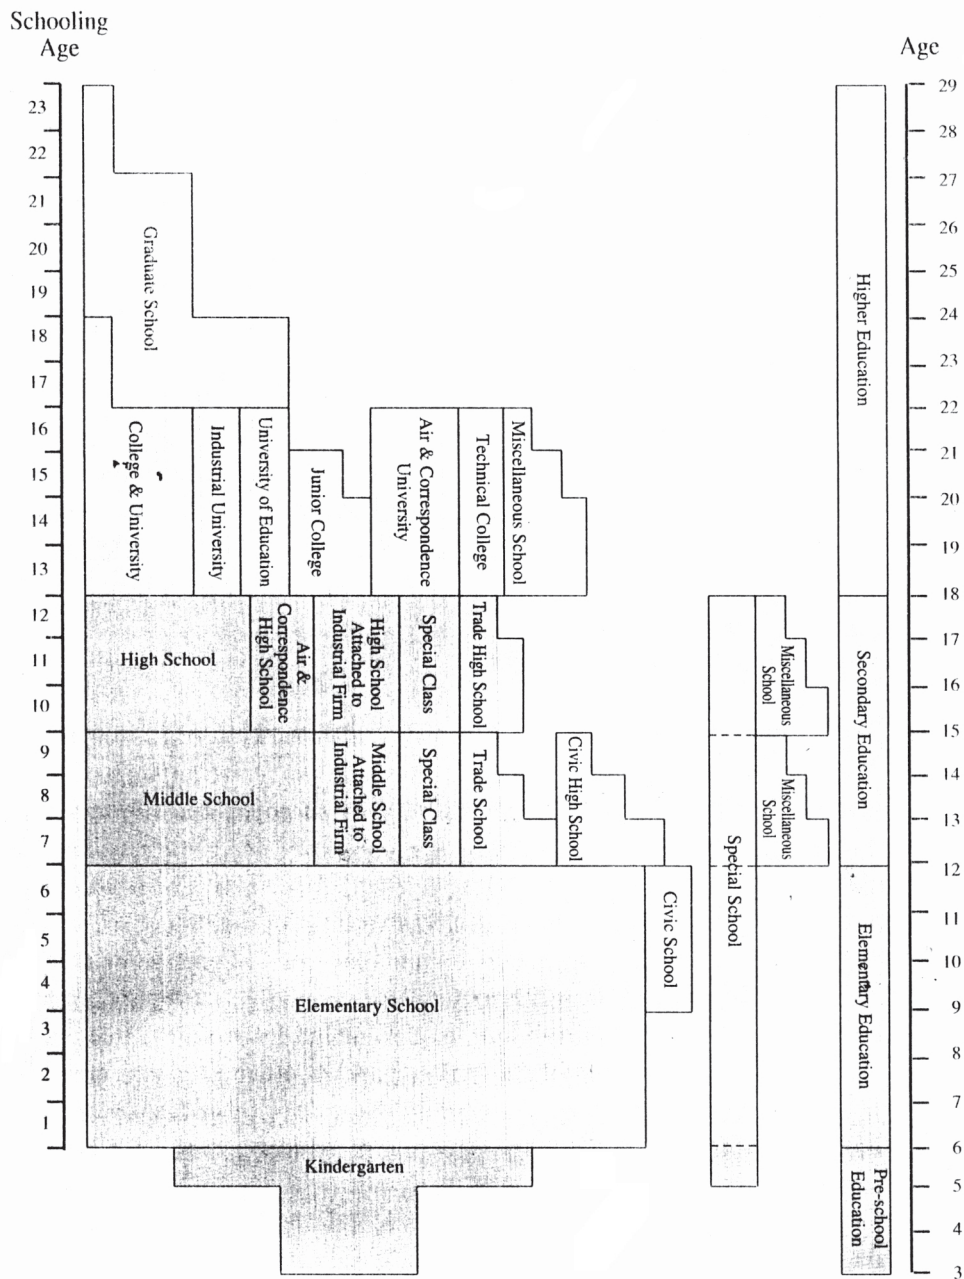 Schooling
Age
Age
23
22
21
20
19
18
17
16
15
14
13
12
11
10
9
8
7
6
5
4
3
2
1
Graduate School
College & University
Industrial University
University of Education
Junior College
Air & Correspondence
University
Technical College
Miscellaneous School
High School
Air &
Correspondence
High School
High School
Attached to
Industrial Firm
Special Class
Trade High School
Middle School
Middle School
Attached to
Industrial Firm
Special Class
Trade School
Civic High School
Elementary School
Civic School
Kindergarten
Special School
Miscellaneous
School
Miscellaneous
School
Higher Education
Secondary Education
Elementary Education
Pre-school
Education
29
28
27
26
25
24
23
22
21
20
19
18
17
16
15
14
13
12
11
10
9
8
7
6
5
4
3